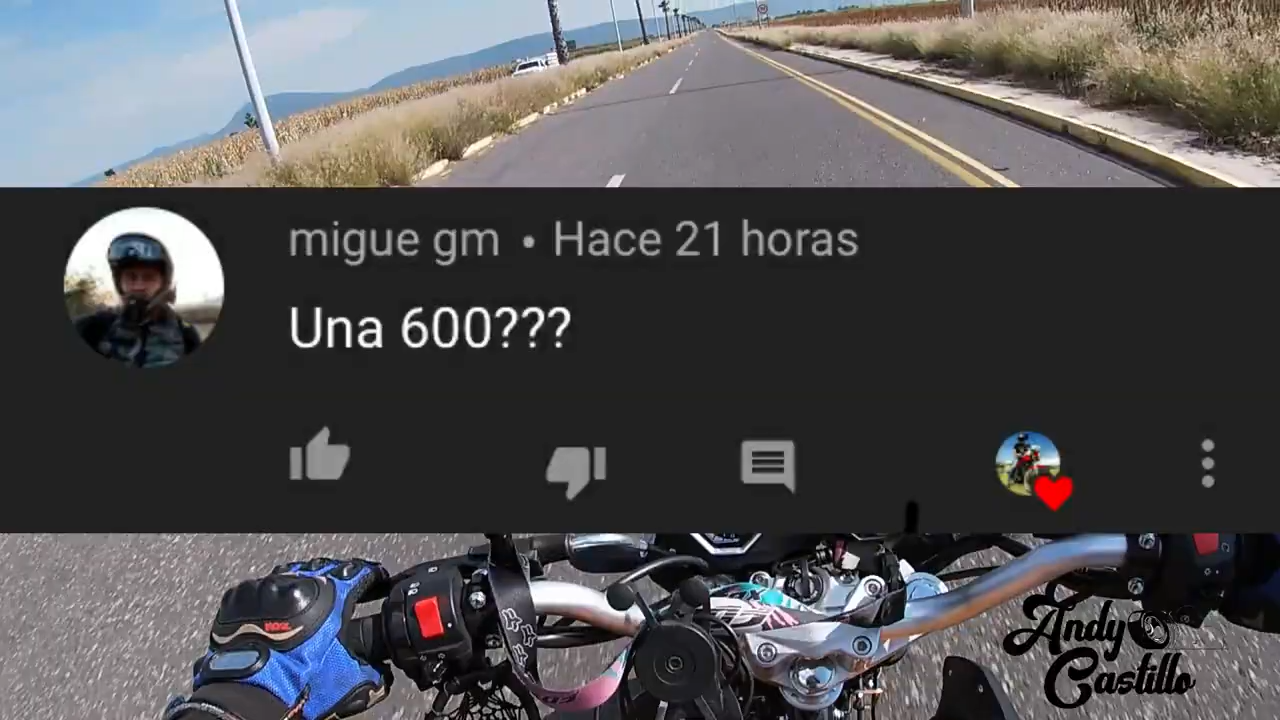 migue gm • Hace 21 horas
Una 600???
Andy
Castillo